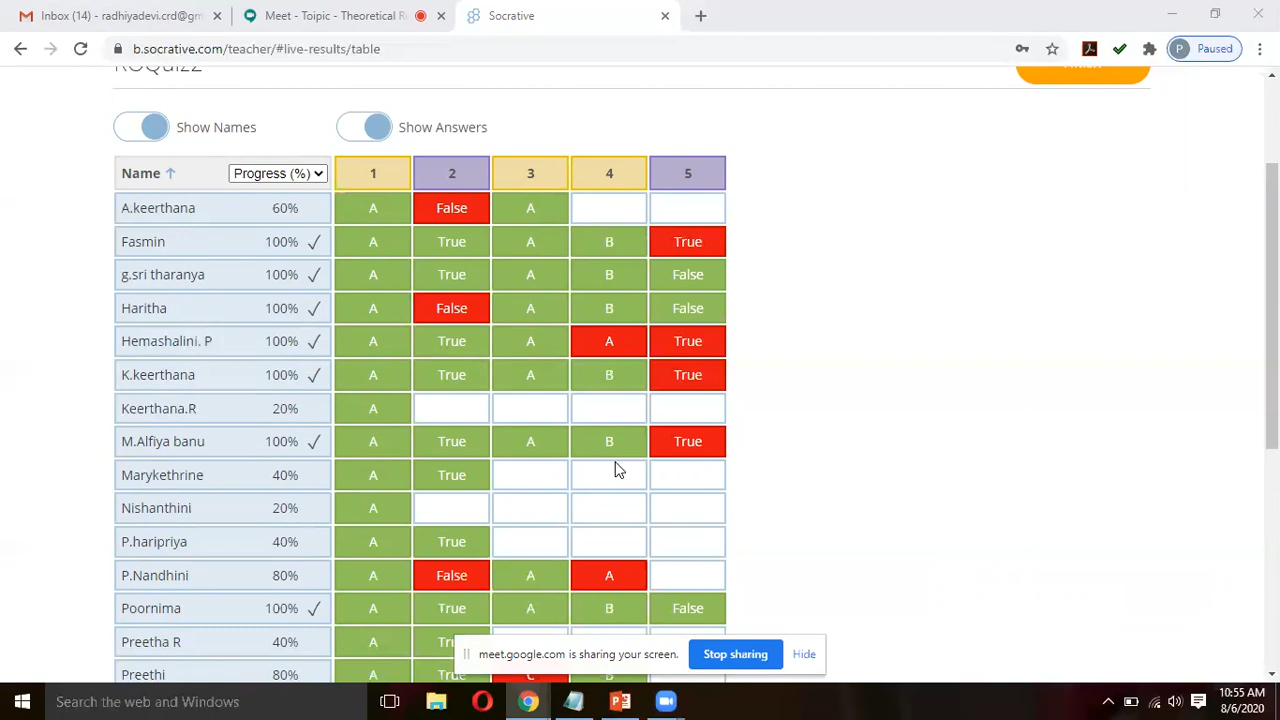 Inbox (14) - radhiyadevi.crd@gm
Meet - Toipic - Theoretical R
Socrative
b.socrative.com/teacher/#live-results/table
Paused
P
ROQuizz
Show Names
Show Answers
Name ↑ Progress (%) 1 2 3 4 5
A.keerthana 60% A False A
Fasmin 100% ✓ A True A B True
g.sri tharanya 100% ✓ A True A B False
Haritha 100% ✓ A False A B False
Hemashalini. P 100% ✓ A True A A True
K.keerthana 100% ✓ A True A B True
Keerthana.R 20% A
M.Alfiya banu 100% ✓ A True A B True
Marykethrine 40% A True
Nishanthini 20% A
P.haripriya 40% A True
P.Nandhini 80% A False A A
Poornima 100% ✓ A True A B False
Preetha R 40% A
Preethi 80% A True C B
meet.google.com is sharing your screen.
Stop sharing
Hide
Search the web and Windows
10:55 AM
8/6/2020